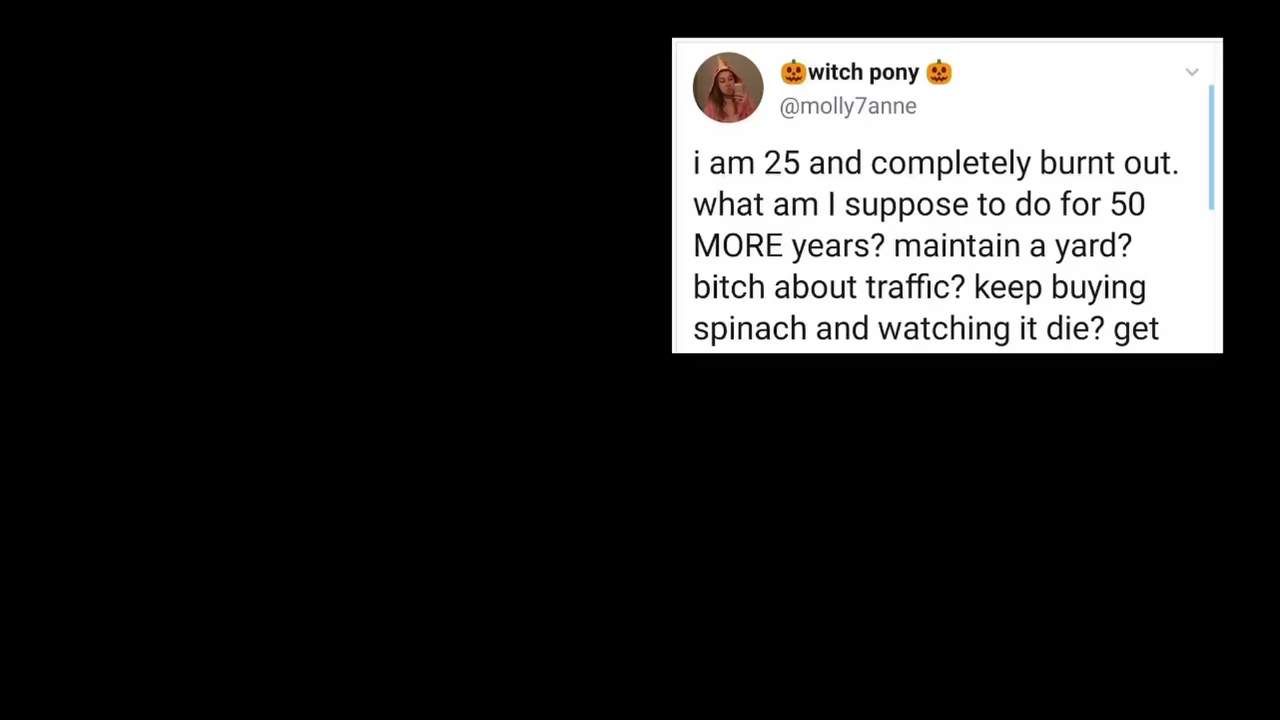 🎃witch pony 🎃
@molly7anne
i am 25 and completely burnt out.
what am I suppose to do for 50
MORE years? maintain a yard?
bitch about traffic? keep buying
spinach and watching it die? get